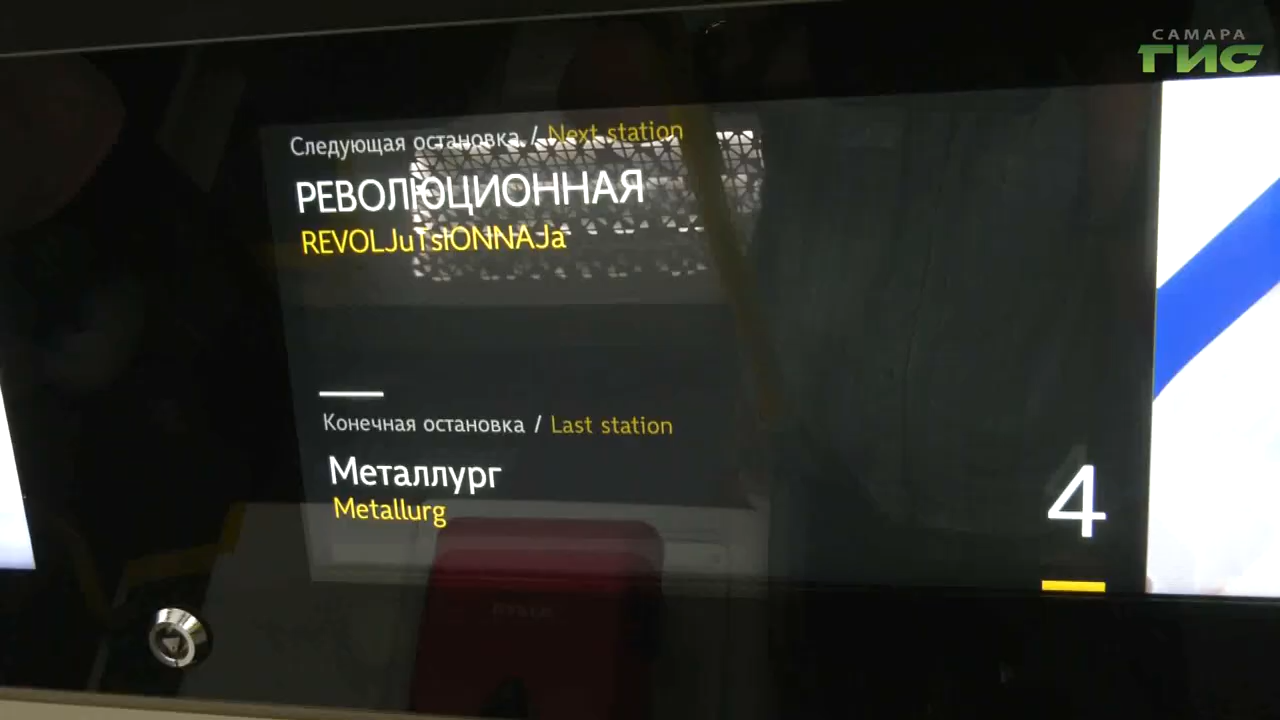 САМАРА
ГИС
Следующая остановка / Next station
РЕВОЛЮЦИОННАЯ
REVOLJuTsIONNAJa
Конечная остановка / Last station
Металлург
Metallurg
4